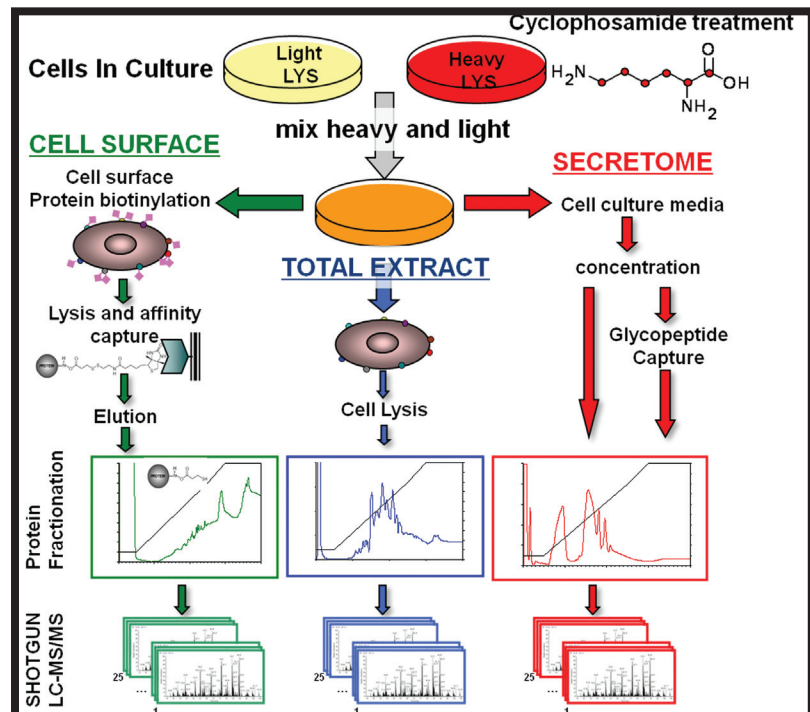 Cyclophosamide treatment
Cells In Culture
Light
LYS
Heavy
LYS
H₂N
O
OH
NH₂
mix heavy and light
CELL SURFACE
Cell surface
Protein biotinylation
SECRETOME
Cell culture media
TOTAL EXTRACT
concentration
Lysis and affinity
capture
Glycopeptide
Capture
PROTEIN
Elution
Cell Lysis
Protein
Fractionation
PROTEIN
SHOTGUN
LC-MS/MS
25
...
1
25
...
1
25
...
1